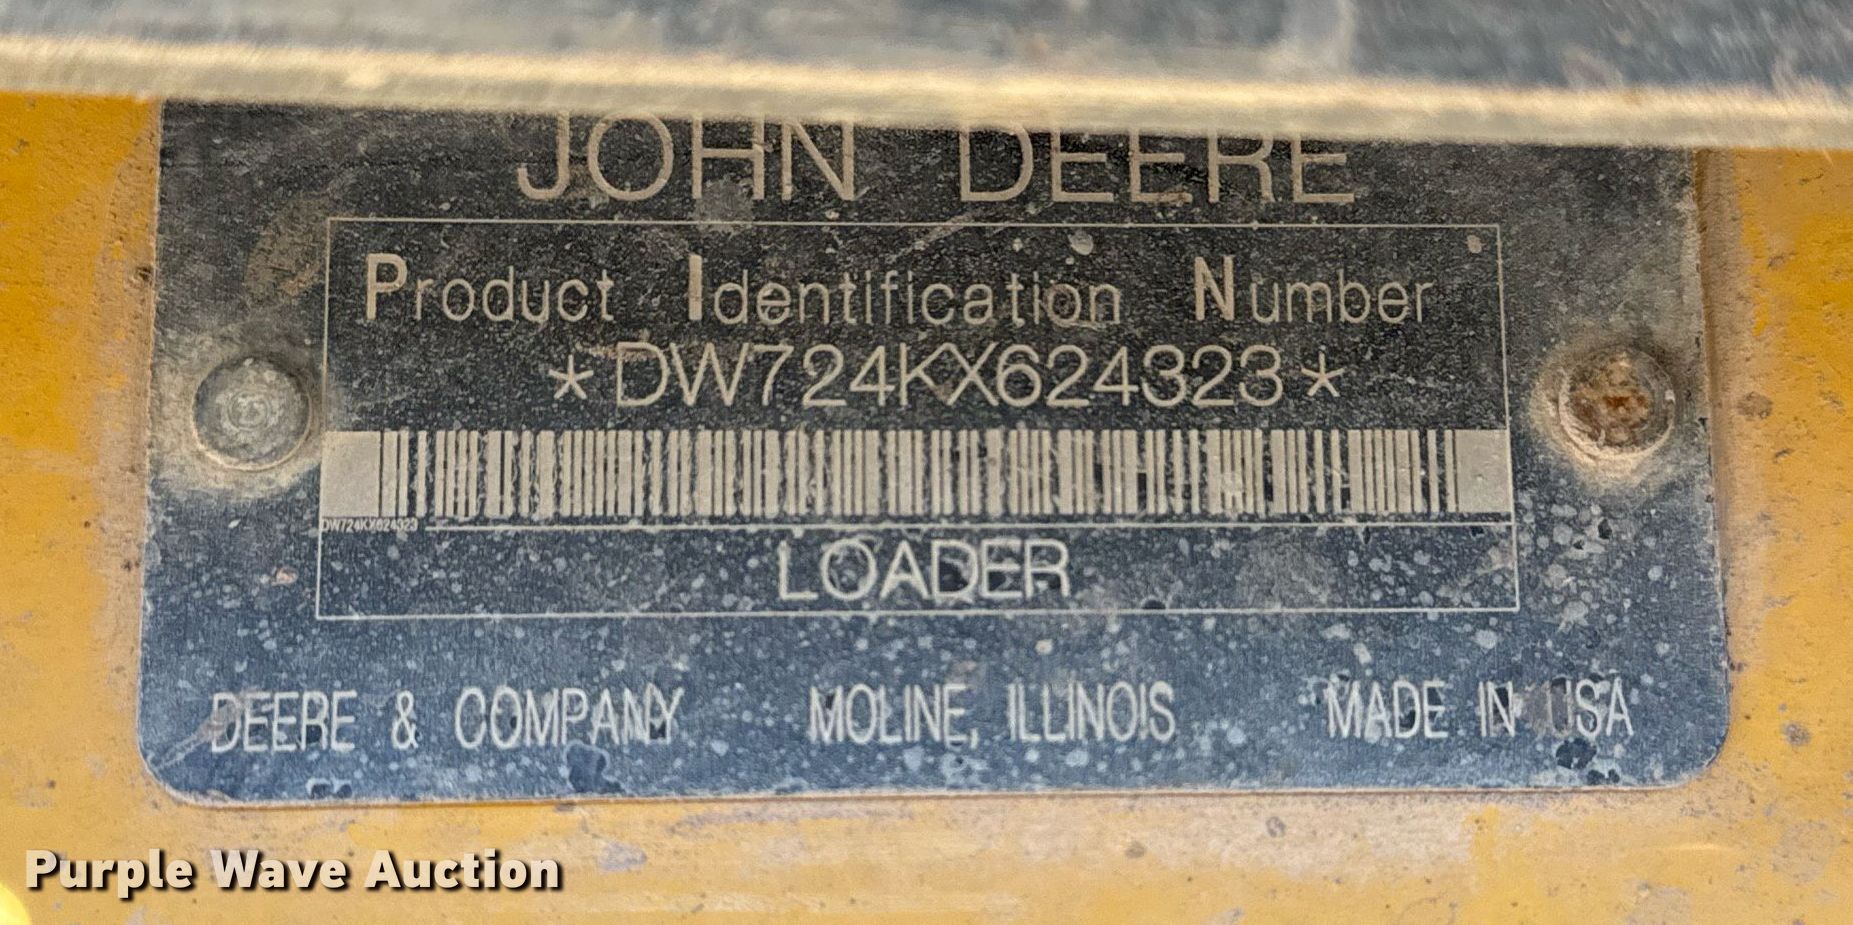 JOHN DEERE
Product Identification Number
*DW724KX624323*
DW724KX624323
LOADER
DEERE & COMPANY MOLINE, ILLINOIS MADE IN USA
Purple Wave Auction